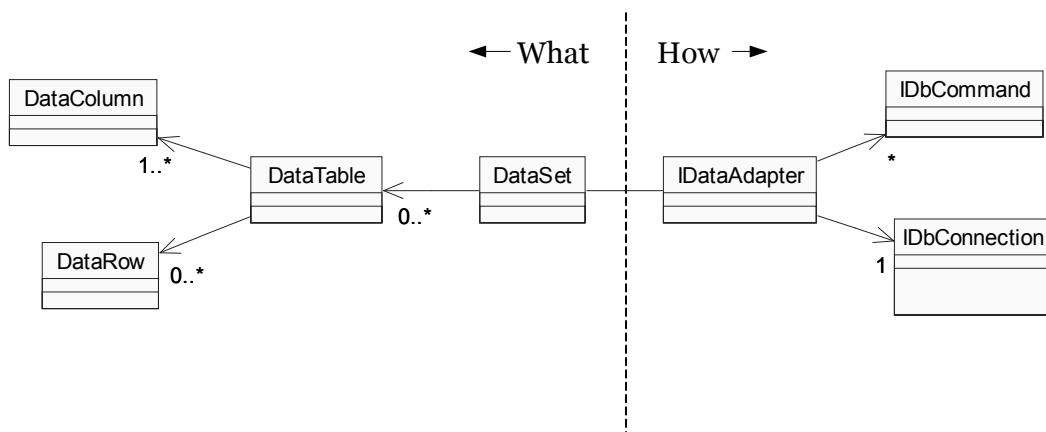 What
How
DataColumn
IDbCommand
1..*
*
DataTable
DataSet
IDataAdapter
0..*
DataRow
0..*
IDbConnection
1